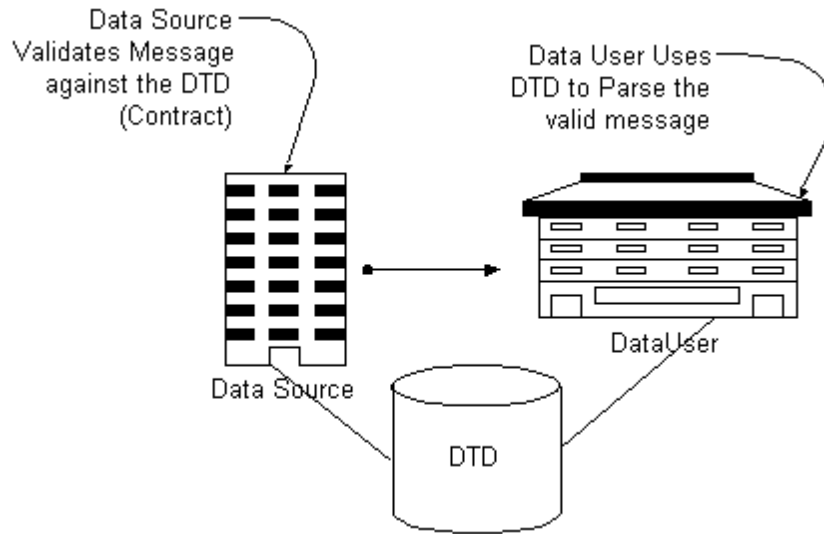 Data Source
Validates Message
against the DTD
(Contract)
Data User Uses
DTD to Parse the
valid message
DataUser
Data Source
DTD